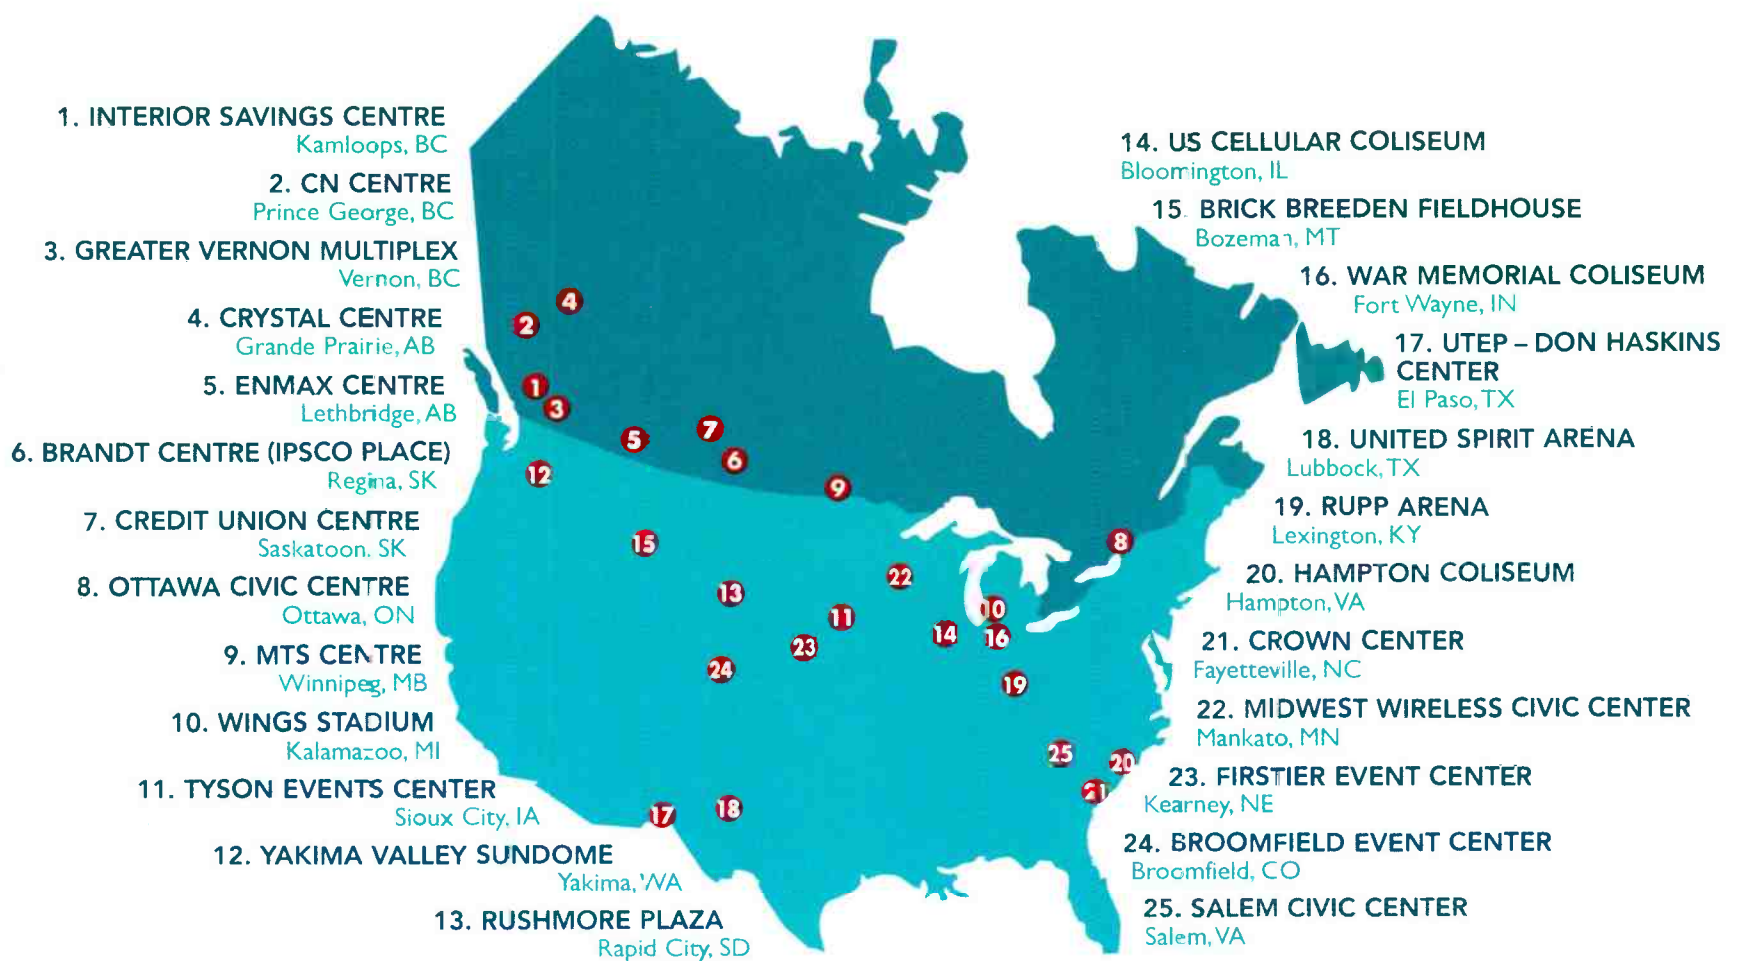 1. INTERIOR SAVINGS CENTRE
Kamloops, BC
2. CN CENTRE
Prince George, BC
3. GREATER VERNON MULTIPLEX
Vernon, BC
4. CRYSTAL CENTRE
Grande Prairie, AB
5. ENMAX CENTRE
Lethbridge, AB
6. BRANDT CENTRE (IPSCO PLACE)
Regina, SK
7. CREDIT UNION CENTRE
Saskatoon. SK
8. OTTAWA CIVIC CENTRE
Ottawa, ON
9. MTS CENTRE
Winnipeg, MB
10. WINGS STADIUM
Kalamazoo, MI
11. TYSON EVENTS CENTER
Sioux City, IA
12. YAKIMA VALLEY SUNDOME
Yakima, WA
13. RUSHMORE PLAZA
Rapid City, SD
4
2
1
3
5
7
6
9
12
15
8
22
13
10
11
14
16
23
24
19
25
20
21
17
18
14. US CELLULAR COLISEUM
Bloomington, IL
15. BRICK BREEDEN FIELDHOUSE
Bozeman, MT
16. WAR MEMORIAL COLISEUM
Fort Wayne, IN
17. UTEP – DON HASKINS
CENTER
El Paso, TX
18. UNITED SPIRIT ARENA
Lubbock, TX
19. RUPP ARENA
Lexington, KY
20. HAMPTON COLISEUM
Hampton, VA
21. CROWN CENTER
Fayetteville, NC
22. MIDWEST WIRELESS CIVIC CENTER
Mankato, MN
23. FIRSTIER EVENT CENTER
Kearney, NE
24. BROOMFIELD EVENT CENTER
Broomfield, CO
25. SALEM CIVIC CENTER
Salem, VA